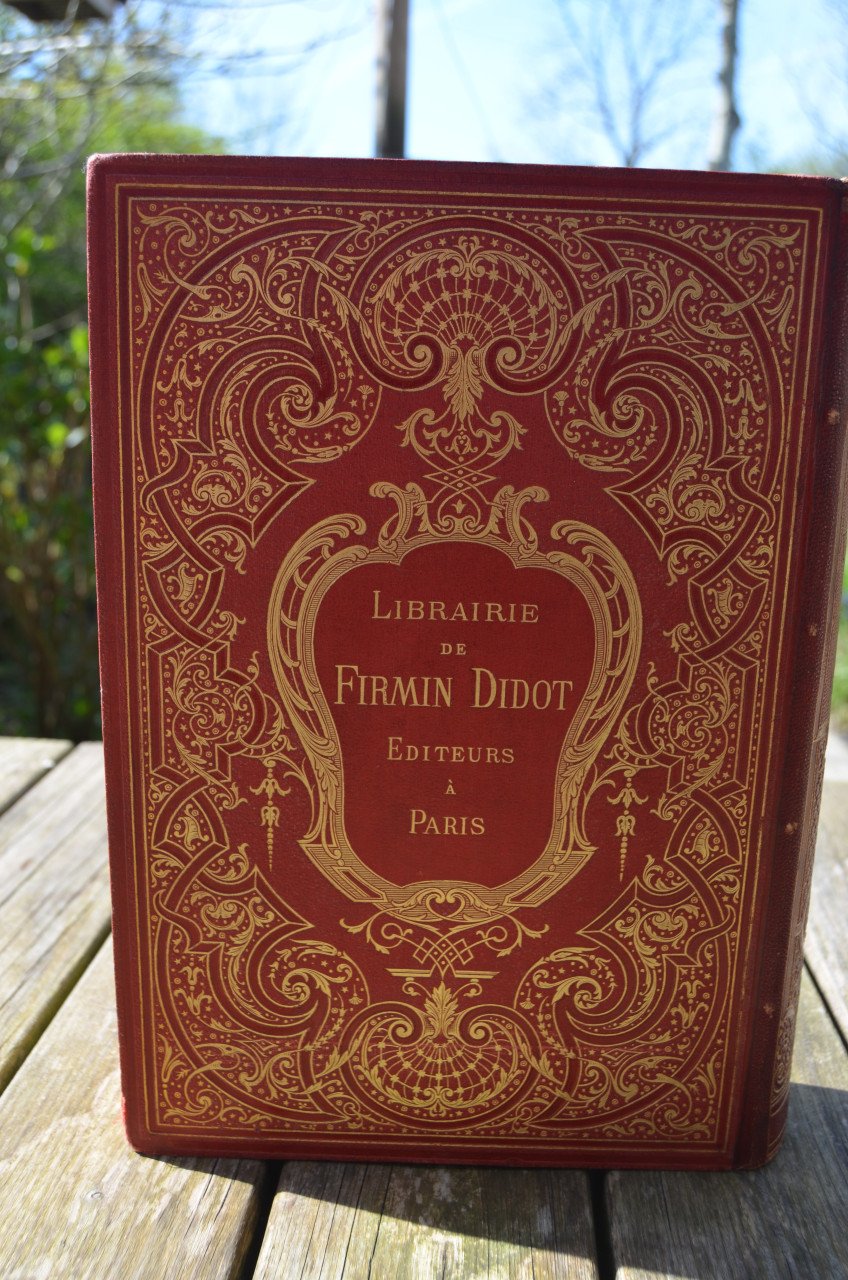 LIBRAIRIE
DE
FIRMIN DIDOT
EDITEURS
À
PARIS